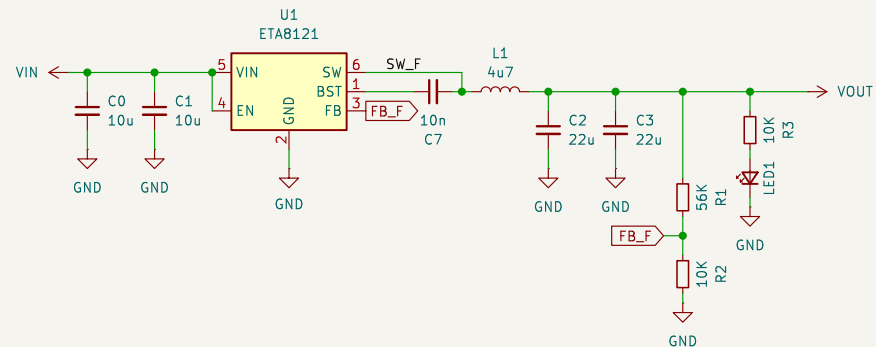 U1
ETA8121
VIN
5
VIN
4
EN
GND
2
SW
6
BST
1
FB
3
SW_F
FB_F
10n
C7
L1
4u7
VOUT
C0
10u
GND
C1
10u
GND
GND
C2
22u
GND
C3
22u
GND
56K
R1
FB_F
10K
R2
GND
10K
R3
LED1
GND